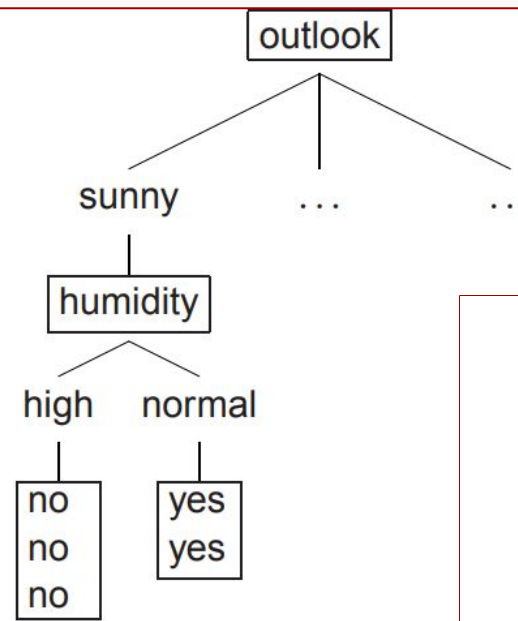 outlook
sunny ... ..
humidity
high normal
no yes
no yes
no